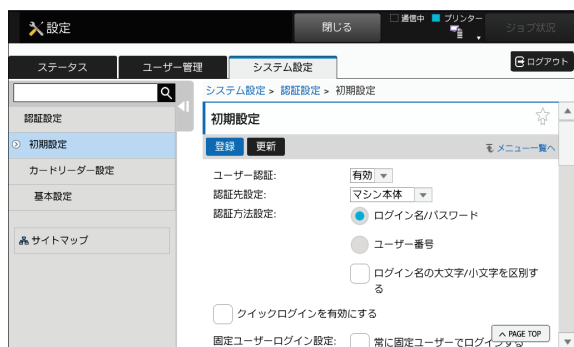 設定
閉じる
通信中
プリンター
ジョブ状況
ステータス
ユーザー管理
システム設定
ログアウト
システム設定 > 認証設定 > 初期設定
認証設定
初期設定
カードリーダー設定
基本設定
サイトマップ
初期設定
登録
更新
メニュー一覧へ
ユーザー認証:
有効
認証先設定:
マシン本体
認証方法設定:
ログイン名/パスワード
ユーザー番号
ログイン名の大文字/小文字を区別す
る
クイックログインを有効にする
固定ユーザーログイン設定:
常に固定ユーザーでログインする
PAGE TOP